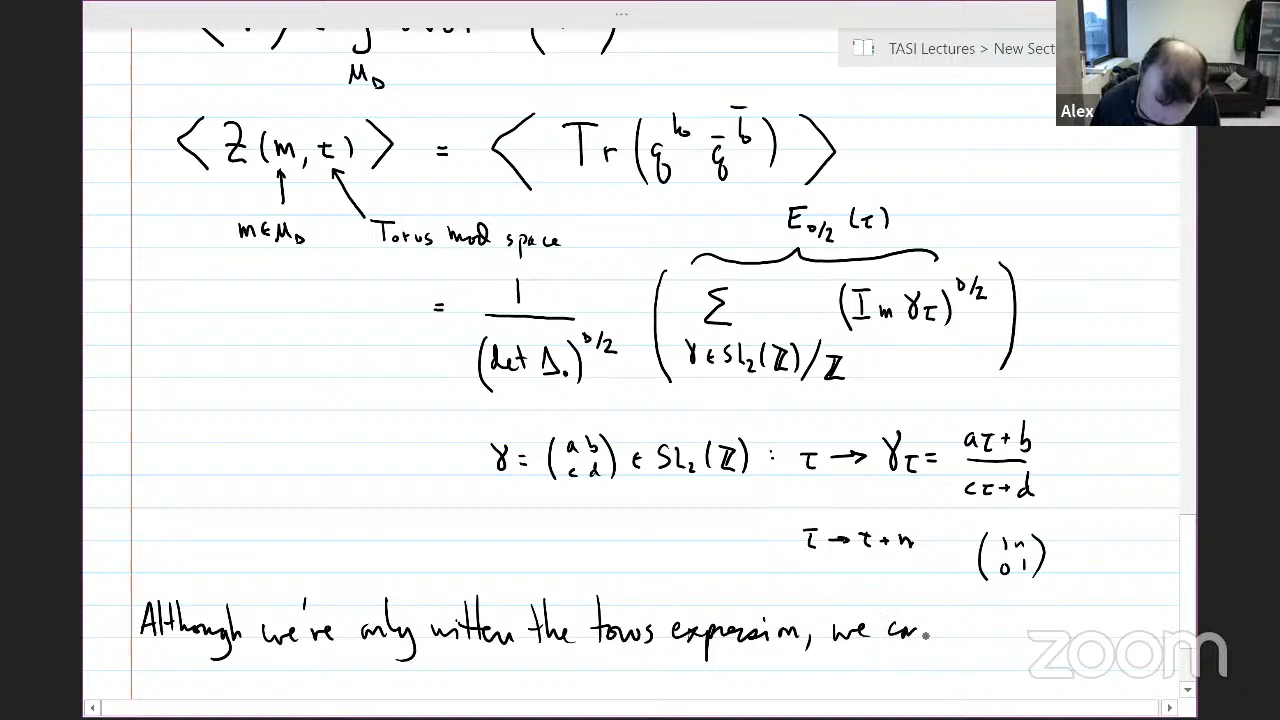 TASI Lectures > New Sect
Alex
M_D
⟨Z(m, τ)⟩ = ⟨Tr(q^{L_0} \bar{q}^{\bar{L}_0})⟩
m ∈ M_D
Torus mod space
E_{D/2}(τ)
= 1/(det Δ_0)^{D/2} ( Σ_{γ ∈ SL_2(ℤ)/ℤ} (Im γτ)^{D/2} )
γ = (a b c d) ∈ SL_2(ℤ) : τ → γτ = (aτ + b)/(cτ + d)
τ → τ + n (1 n 0 1)
Although we've only written the torus expression, we can
zoom